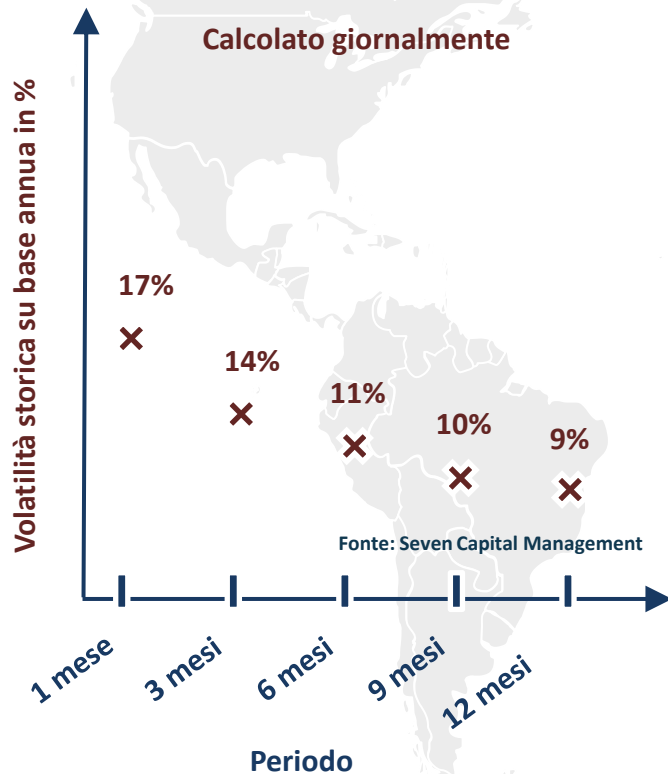 Calcolato giornalmente
Volatilità storica su base annua in %
17%
14%
11%
10%
9%
Fonte: Seven Capital Management
1 mese
3 mesi
6 mesi
9 mesi
12 mesi
Periodo